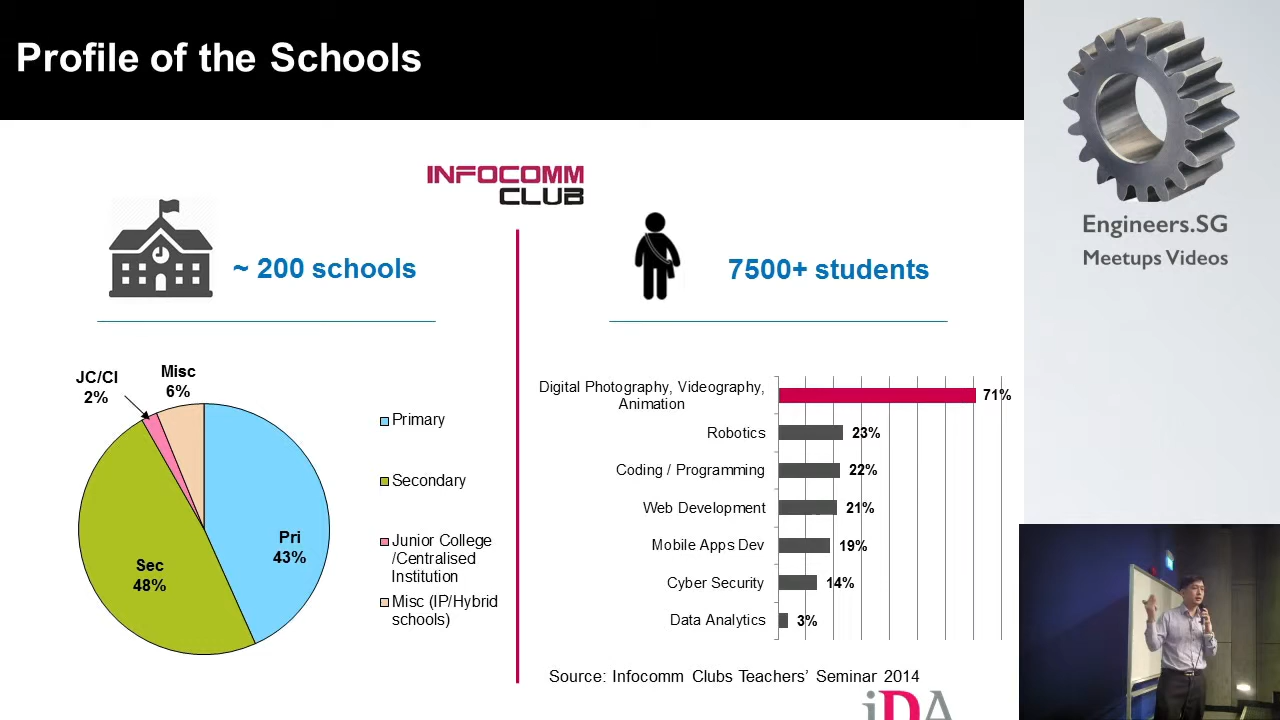 Profile of the Schools
INFOCOMM
CLUB
~ 200 schools
7500+ students
JC/CI
2%
Misc
6%
Pri
43%
Sec
48%
Primary
Secondary
Junior College
/Centralised
Institution
Misc (IP/Hybrid
schools)
Digital Photography, Videography,
Animation
71%
Robotics
23%
Coding / Programming
22%
Web Development
21%
Mobile Apps Dev
19%
Cyber Security
14%
Data Analytics
3%
Source: Infocomm Clubs Teachers' Seminar 2014
iDA
Engineers.SG
Meetups Videos